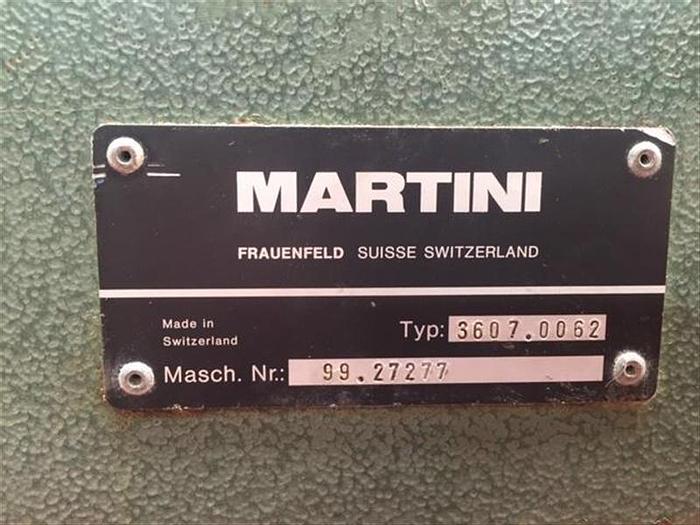 MARTINI
FRAUENFELD SUISSE SWITZERLAND
Made in
Switzerland
Typ: 3607.0062
Masch. Nr.: 99.27277